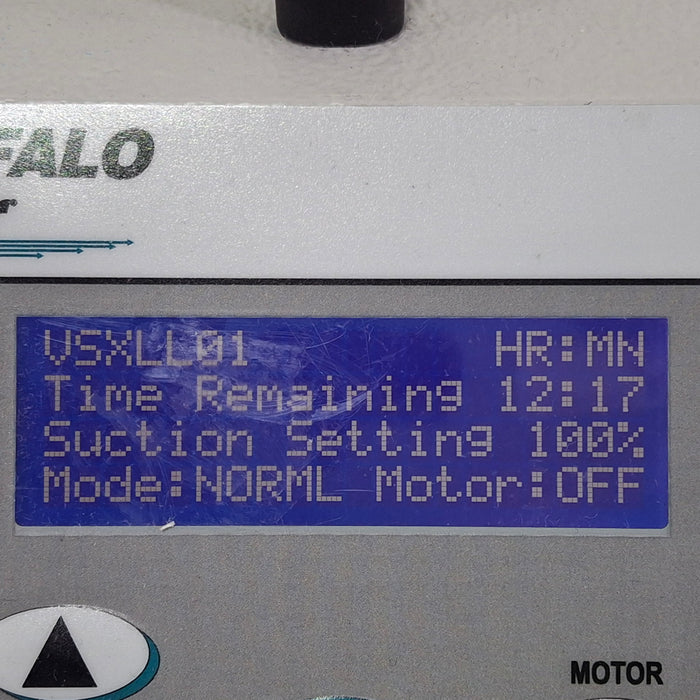 FALO
VSXLL01 HR:MN
Time Remaining 12:17
Suction Setting 100%
Mode:NORML Motor:OFF
MOTOR